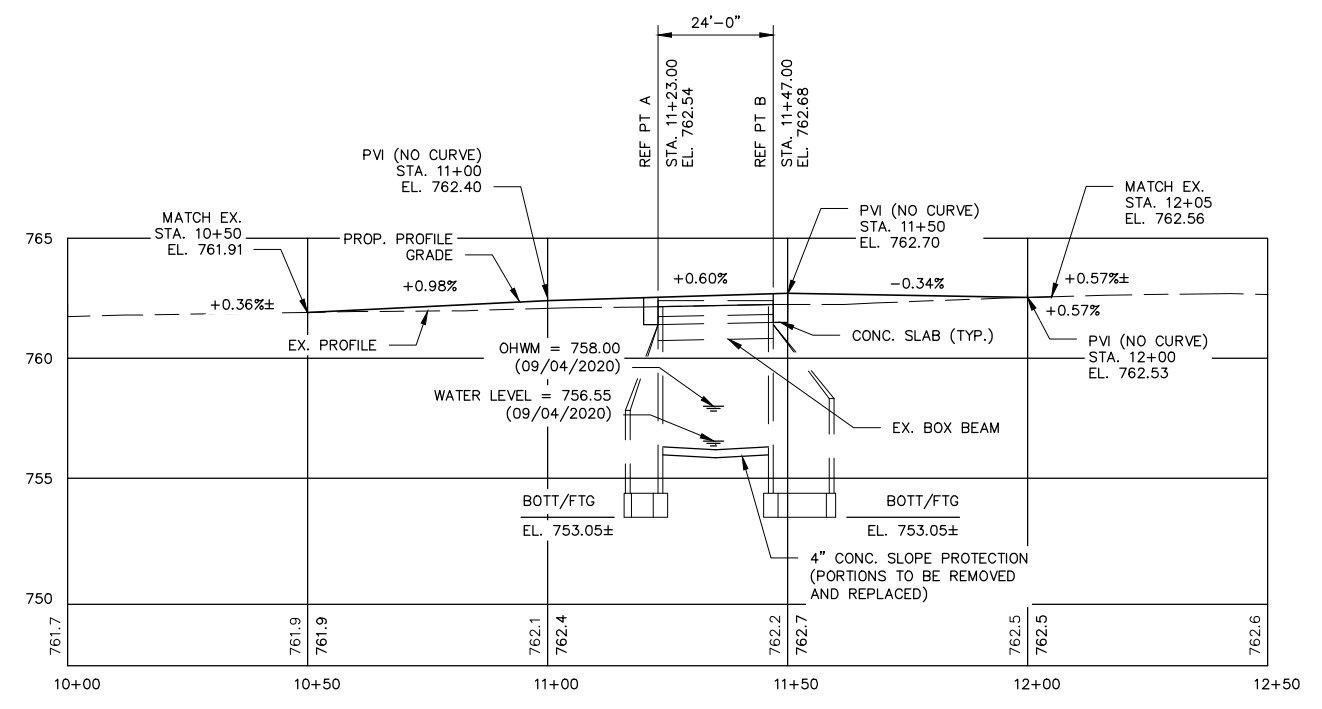 24'-0"
REF PT A
STA. 11+23.00
EL. 762.54
REF PT B
STA. 11+47.00
EL. 762.68
PVI (NO CURVE)
STA. 11+00
EL. 762.40
MATCH EX.
STA. 10+50
EL. 761.91
PROP. PROFILE
GRADE
PVI (NO CURVE)
STA. 11+50
EL. 762.70
MATCH EX.
STA. 12+05
EL. 762.56
765
+0.36%±
+0.98%
+0.60%
-0.34%
+0.57%±
+0.57%
EX. PROFILE
CONC. SLAB (TYP.)
PVI (NO CURVE)
STA. 12+00
EL. 762.53
760
OHWM = 758.00
(09/04/2020)
WATER LEVEL = 756.55
(09/04/2020)
EX. BOX BEAM
755
BOTT/FTG
EL. 753.05±
BOTT/FTG
EL. 753.05±
4" CONC. SLOPE PROTECTION
(PORTIONS TO BE REMOVED
AND REPLACED)
750
761.7
761.9
761.9
762.1
762.4
762.2
762.7
762.5
762.5
762.6
10+00
10+50
11+00
11+50
12+00
12+50